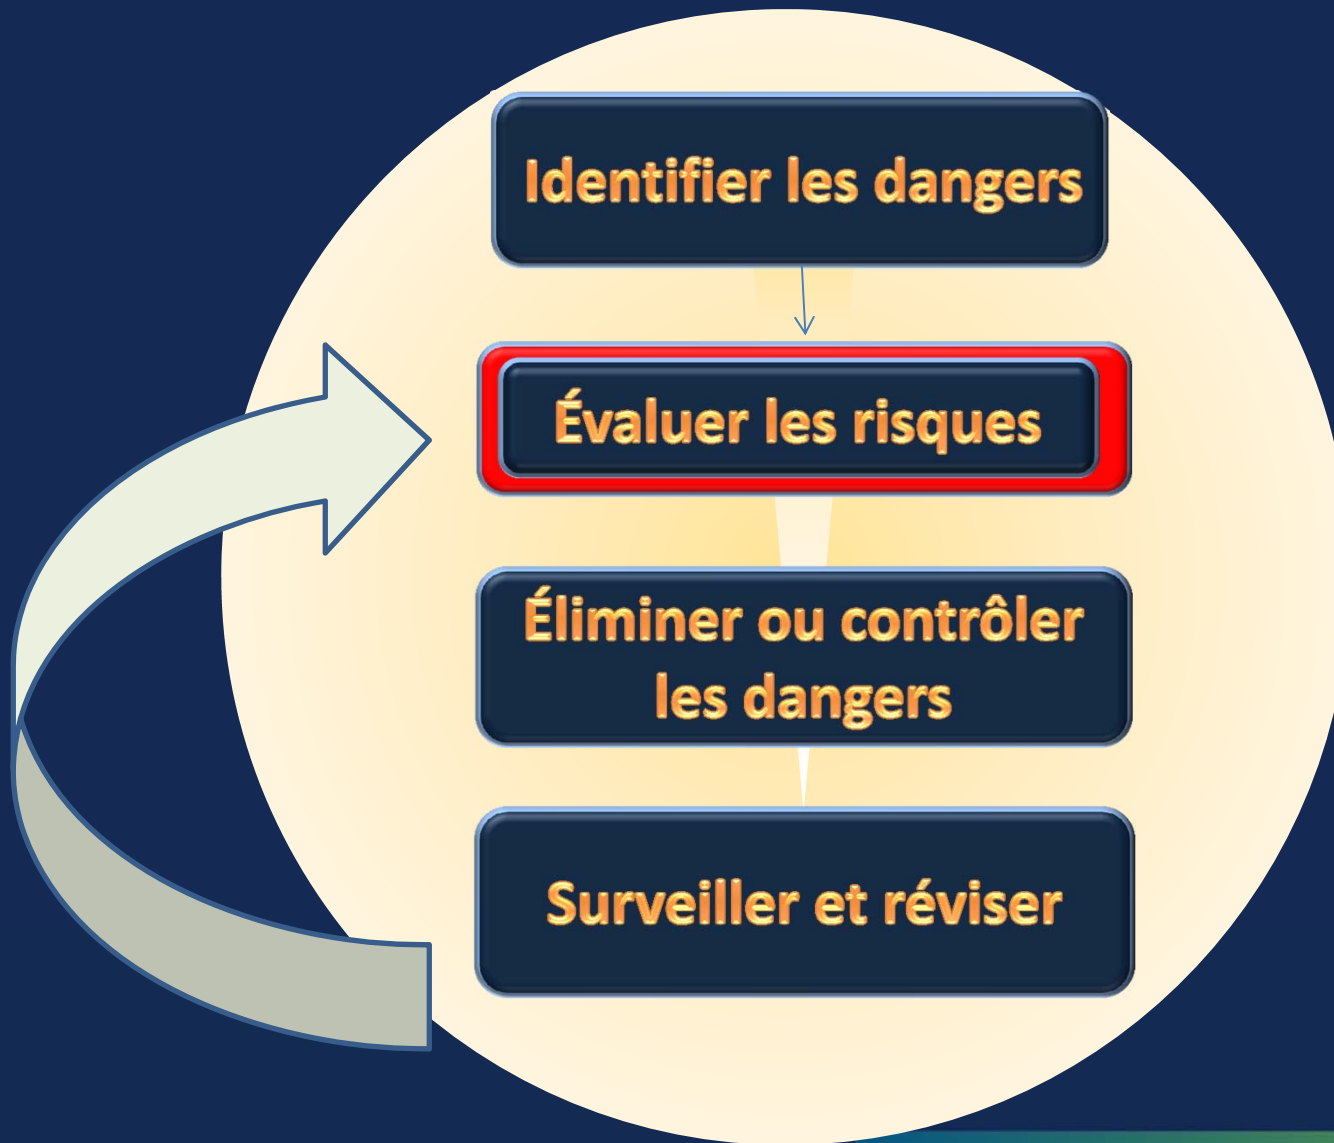 Identifier les dangers
Évaluer les risques
Éliminer ou contrôler
les dangers
Surveiller et réviser